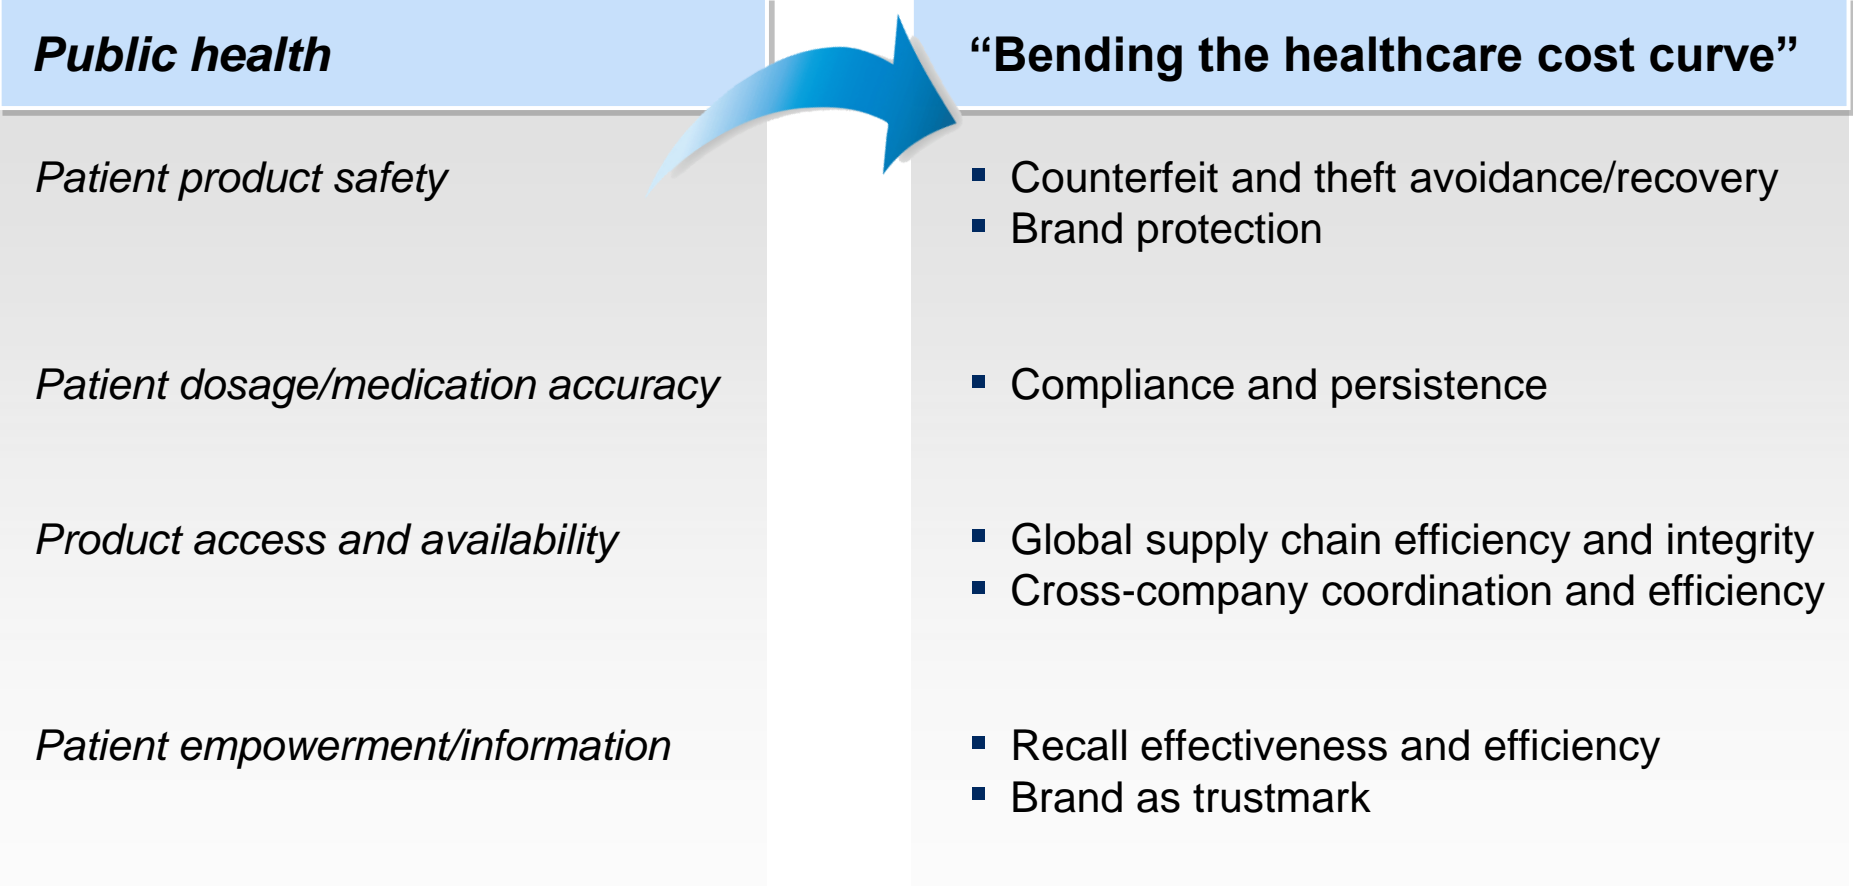 Public health
“Bending the healthcare cost curve”
Patient product safety
▪ Counterfeit and theft avoidance/recovery
▪ Brand protection
Patient dosage/medication accuracy
▪ Compliance and persistence
Product access and availability
▪ Global supply chain efficiency and integrity
▪ Cross-company coordination and efficiency
Patient empowerment/information
▪ Recall effectiveness and efficiency
▪ Brand as trustmark